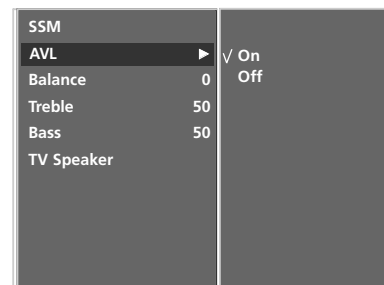 SSM
AVL ▶ √ On
Balance 0 Off
Treble 50
Bass 50
TV Speaker